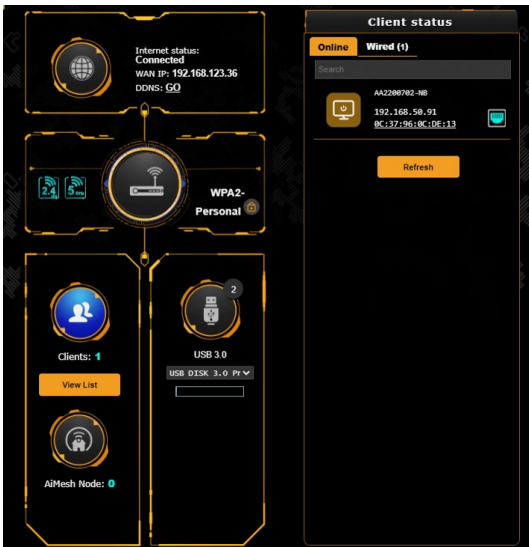 Internet status:
Connected
WAN IP: 192.168.123.36
DDNS: GO
2.4
GHz
5
GHz
WPA2-
Personal
Clients: 1
View List
AiMesh Node: 0
2
USB 3.0
USB DISK 3.0 Pr
Client status
Online
Wired (1)
Search
AA2200702-NB
192.168.50.91
0C:37:96:0C:DE:13
Refresh